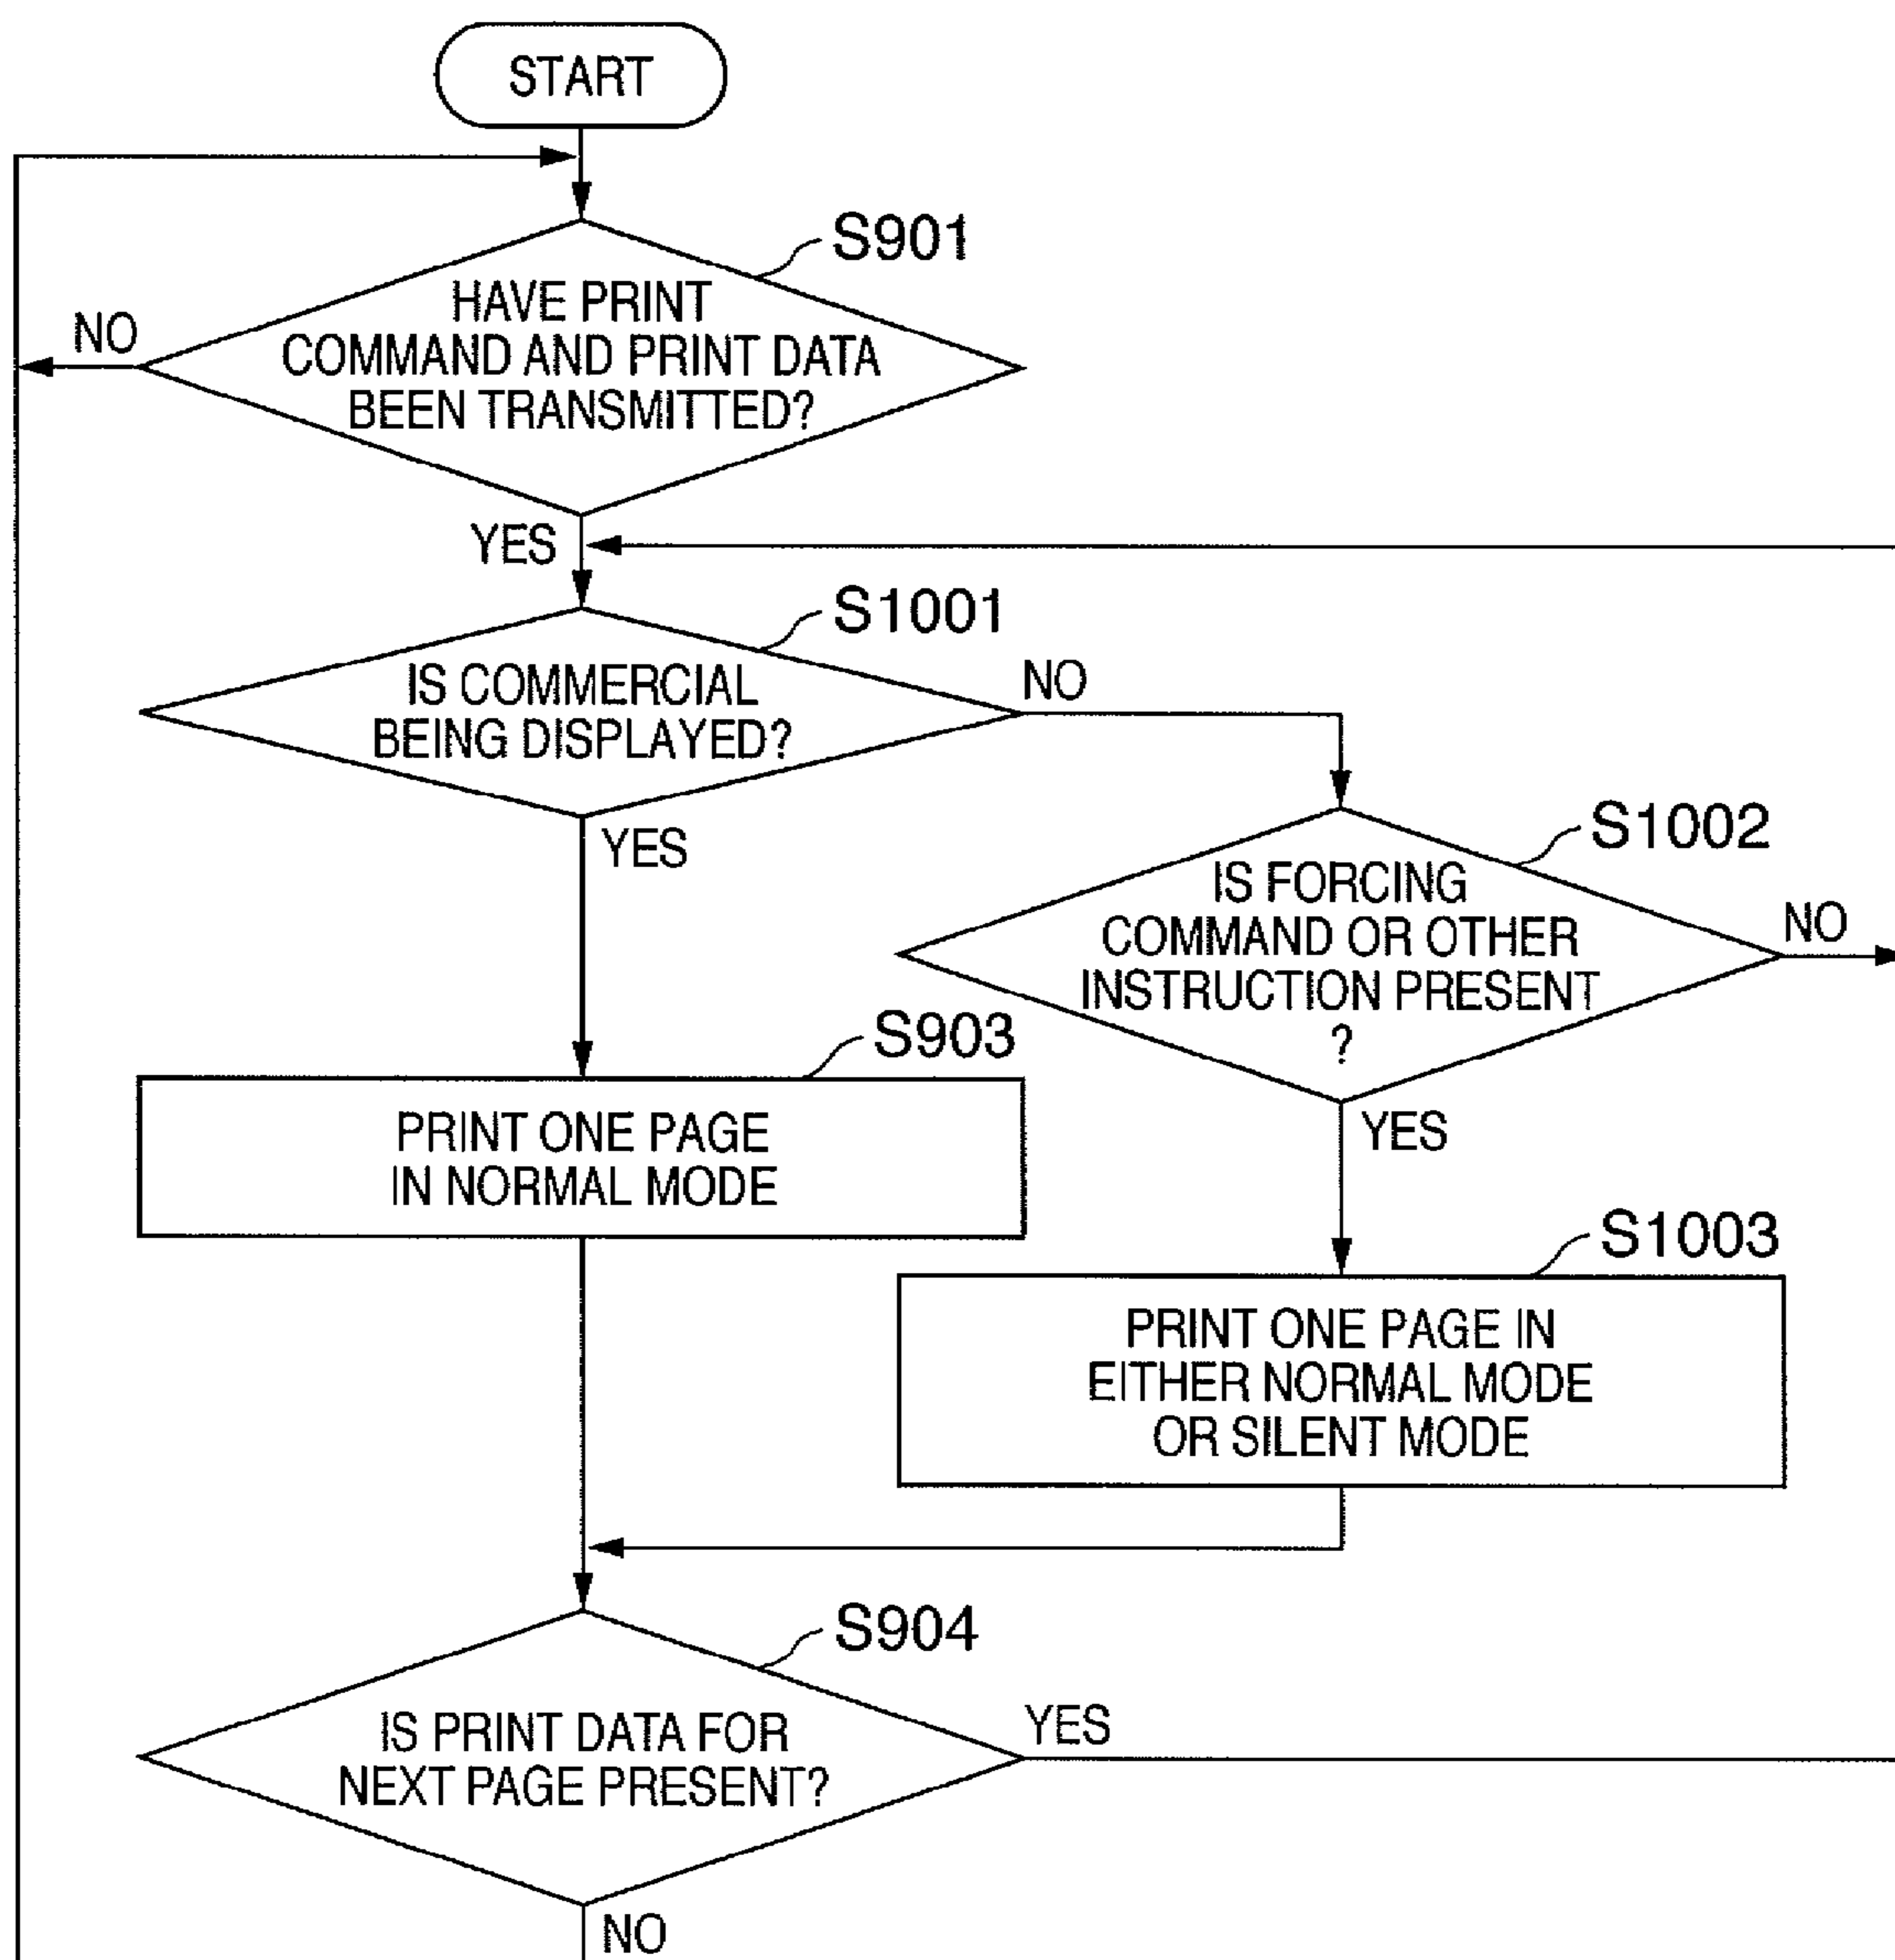 START
S901
HAVE PRINT
COMMAND AND PRINT DATA
BEEN TRANSMITTED?
NO
YES
S1001
IS COMMERCIAL
BEING DISPLAYED?
NO
YES
S1002
IS FORCING
COMMAND OR OTHER
INSTRUCTION PRESENT
?
NO
YES
S903
PRINT ONE PAGE
IN NORMAL MODE
S1003
PRINT ONE PAGE IN
EITHER NORMAL MODE
OR SILENT MODE
S904
IS PRINT DATA FOR
NEXT PAGE PRESENT?
YES
NO